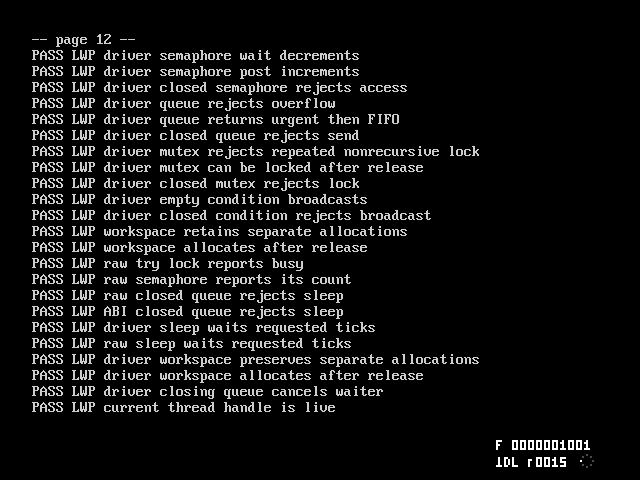 -- page 12 --
PASS LWP driver semaphore wait decrements
PASS LWP driver semaphore post increments
PASS LWP driver closed semaphore rejects access
PASS LWP driver queue rejects overflow
PASS LWP driver queue returns urgent then FIFO
PASS LWP driver closed queue rejects send
PASS LWP driver mutex rejects repeated nonrecursive lock
PASS LWP driver mutex can be locked after release
PASS LWP driver closed mutex rejects lock
PASS LWP driver empty condition broadcasts
PASS LWP driver closed condition rejects broadcast
PASS LWP workspace retains separate allocations
PASS LWP workspace allocates after release
PASS LWP raw try lock reports busy
PASS LWP raw semaphore reports its count
PASS LWP raw closed queue rejects sleep
PASS LWP ABI closed queue rejects sleep
PASS LWP driver sleep waits requested ticks
PASS LWP raw sleep waits requested ticks
PASS LWP driver workspace preserves separate allocations
PASS LWP driver workspace allocates after release
PASS LWP driver closing queue cancels waiter
PASS LWP current thread handle is live
F 0000001001
IDL r0015